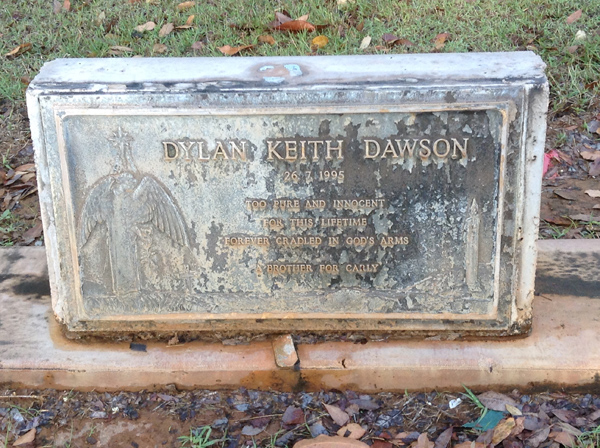 DYLAN KEITH DAWSON
26.7.1995
TOO PURE AND INNOCENT
FOR THIS LIFETIME
FOREVER CRADLED IN GOD'S ARMS
A BROTHER FOR CAILLY